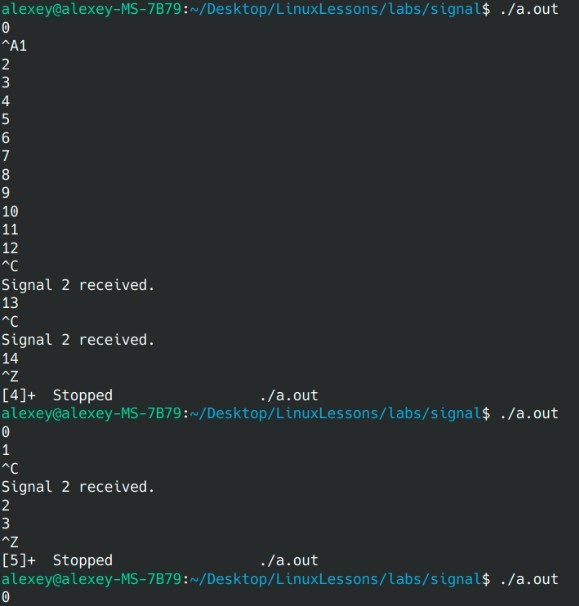 alexey@alexey-MS-7B79:~/Desktop/LinuxLessons/labs/signal$ ./a.out
0
^A1
2
3
4
5
6
7
8
9
10
11
12
^C
Signal 2 received.
13
^C
Signal 2 received.
14
^Z
[4]+  Stopped                 ./a.out
alexey@alexey-MS-7B79:~/Desktop/LinuxLessons/labs/signal$ ./a.out
0
1
^C
Signal 2 received.
2
3
^Z
[5]+  Stopped                 ./a.out
alexey@alexey-MS-7B79:~/Desktop/LinuxLessons/labs/signal$ ./a.out
0